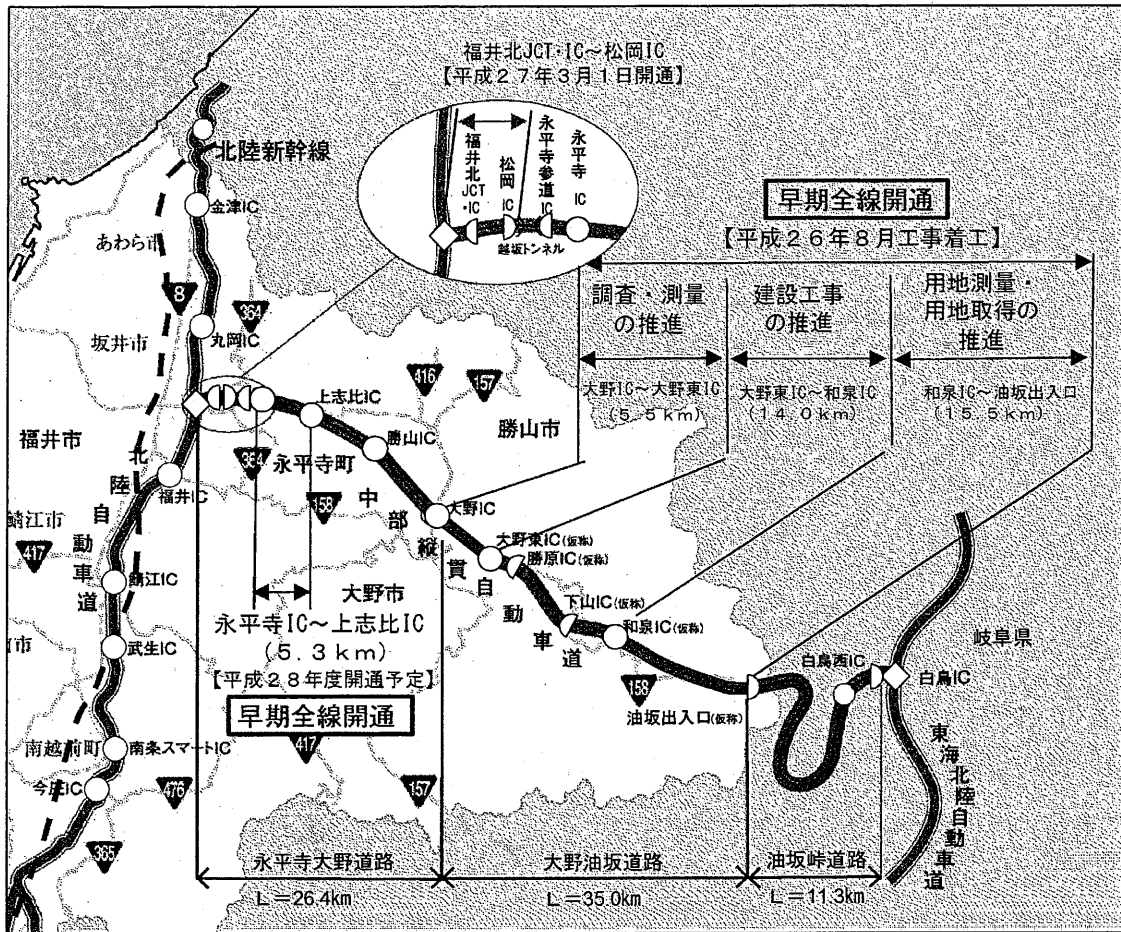 福井北JCT・IC～松岡IC
【平成27年3月1日開通】
福井北JCT・IC
松岡IC
永平寺参道IC
永平寺IC
越坂トンネル
北陸新幹線
金津IC
あわら市
8
364
坂井市
丸岡IC
早期全線開通
【平成26年8月工事着工】
調査・測量
の推進
建設工事
の推進
用地測量・
用地取得の
推進
大野IC～大野東IC
(5.5km)
大野東IC～和泉IC
(14.0km)
和泉IC～油坂出入口
(15.5km)
416
157
上志比IC
勝山市
福井市
勝山IC
364
永平寺町
福井IC
158
北陸自動車道
中部縦貫自動車道
大野IC
鯖江市
417
大野東IC(仮称)
勝原IC(仮称)
鯖江IC
大野市
下山IC(仮称)
和泉IC(仮称)
永平寺IC～上志比IC
(5.3km)
【平成28年度開通予定】
早期全線開通
市
武生IC
岐阜県
白鳥西IC
白鳥IC
158
油坂出入口(仮称)
417
南越前町
南条スマートIC
今庄IC
476
157
365
東海北陸自動車道
永平寺大野道路
L=26.4km
大野油坂道路
L=35.0km
油坂峠道路
L=11.3km